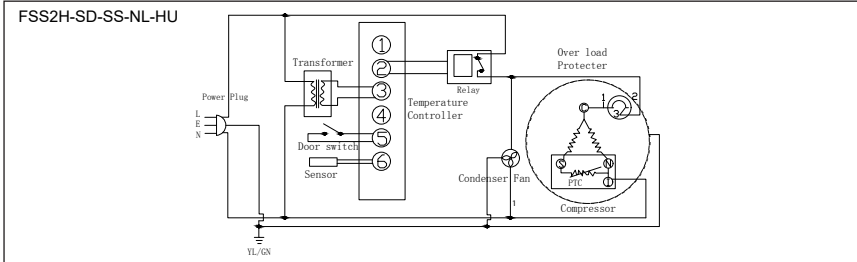 FSS2H-SD-SS-NL-HU
Over load
Protecter
Transformer
1
2
3
4
5
6
Relay
Temperature
Controller
Power Plug
L
E
N
Door switch
Sensor
Condenser Fan
1
1
2
3
C
S
N
PTC
1
Compressor
YL/GN